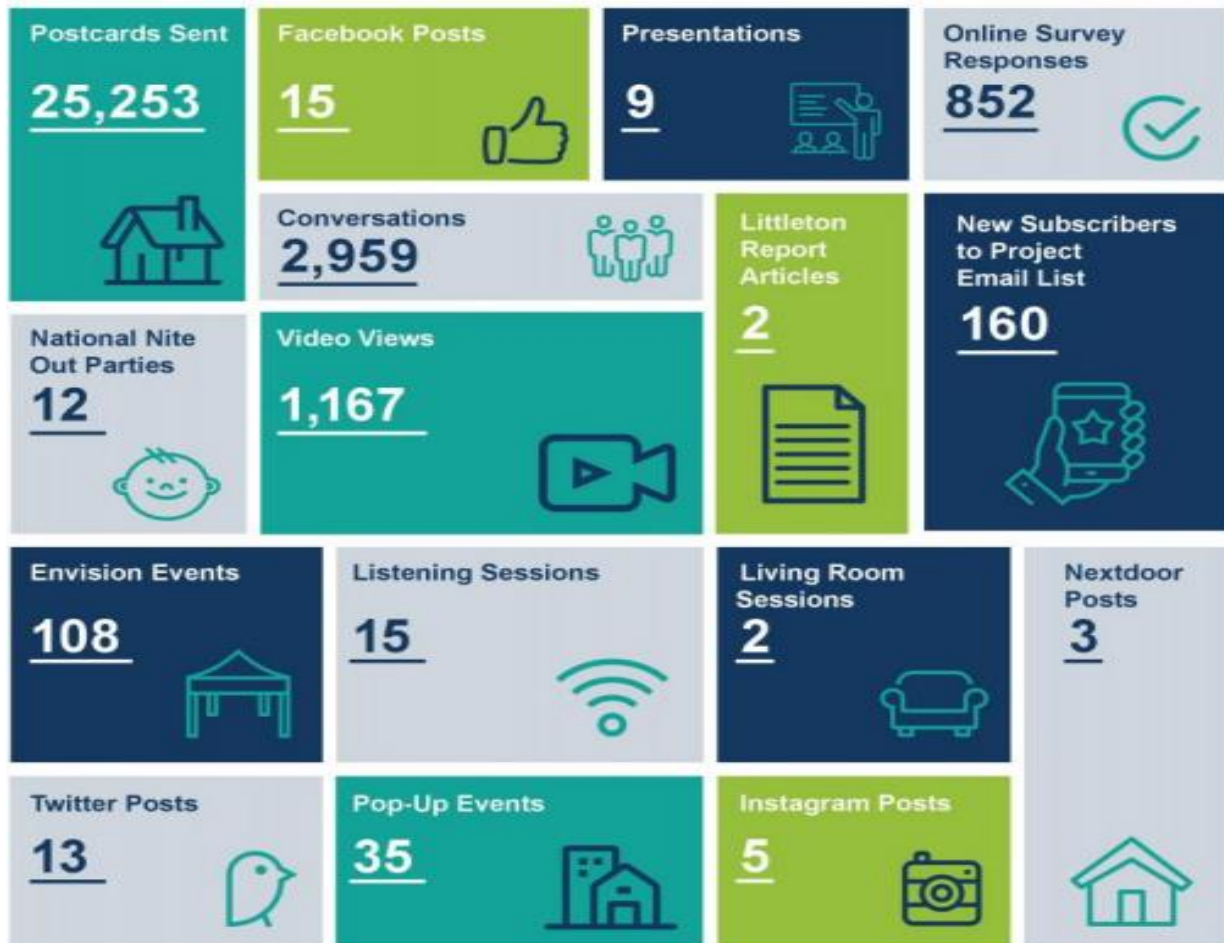 Postcards Sent
25,253
Facebook Posts
15
Presentations
9
Online Survey
Responses
852
Conversations
2,959
Littleton
Report
Articles
2
New Subscribers
to Project
Email List
160
National Nite
Out Parties
12
Video Views
1,167
Envision Events
108
Listening Sessions
15
Living Room
Sessions
2
Nextdoor
Posts
3
Twitter Posts
13
Pop-Up Events
35
Instagram Posts
5